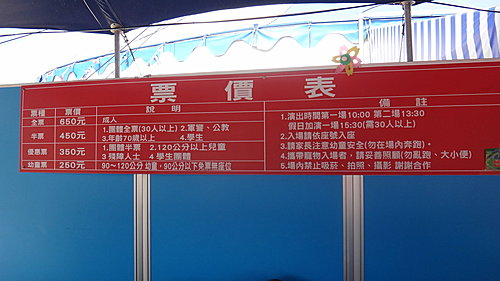 票價表
票種 票價 說明 備註
全票 650元 成人
半票 450元 1.團體全票(30人以上) 2.軍警、公教
3.年齡70歲以上 4.學生
優惠票 350元 1.團體半票 2.120公分以上兒童
3.殘障人士 4 學生團體
幼童票 250元 90~120公分 幼童，90公分以下免票無座位
1.演出時間第一場10:00 第二場13:30
假日加演一場15:30(需30人以上)
2.入場請依座號入座
3.請家長注意幼童安全(勿在場內奔跑)。
4.攜帶寵物入場者，請妥善照顧(勿亂跑、大小便)
5.場內禁止吸菸、拍照、攝影 謝謝合作